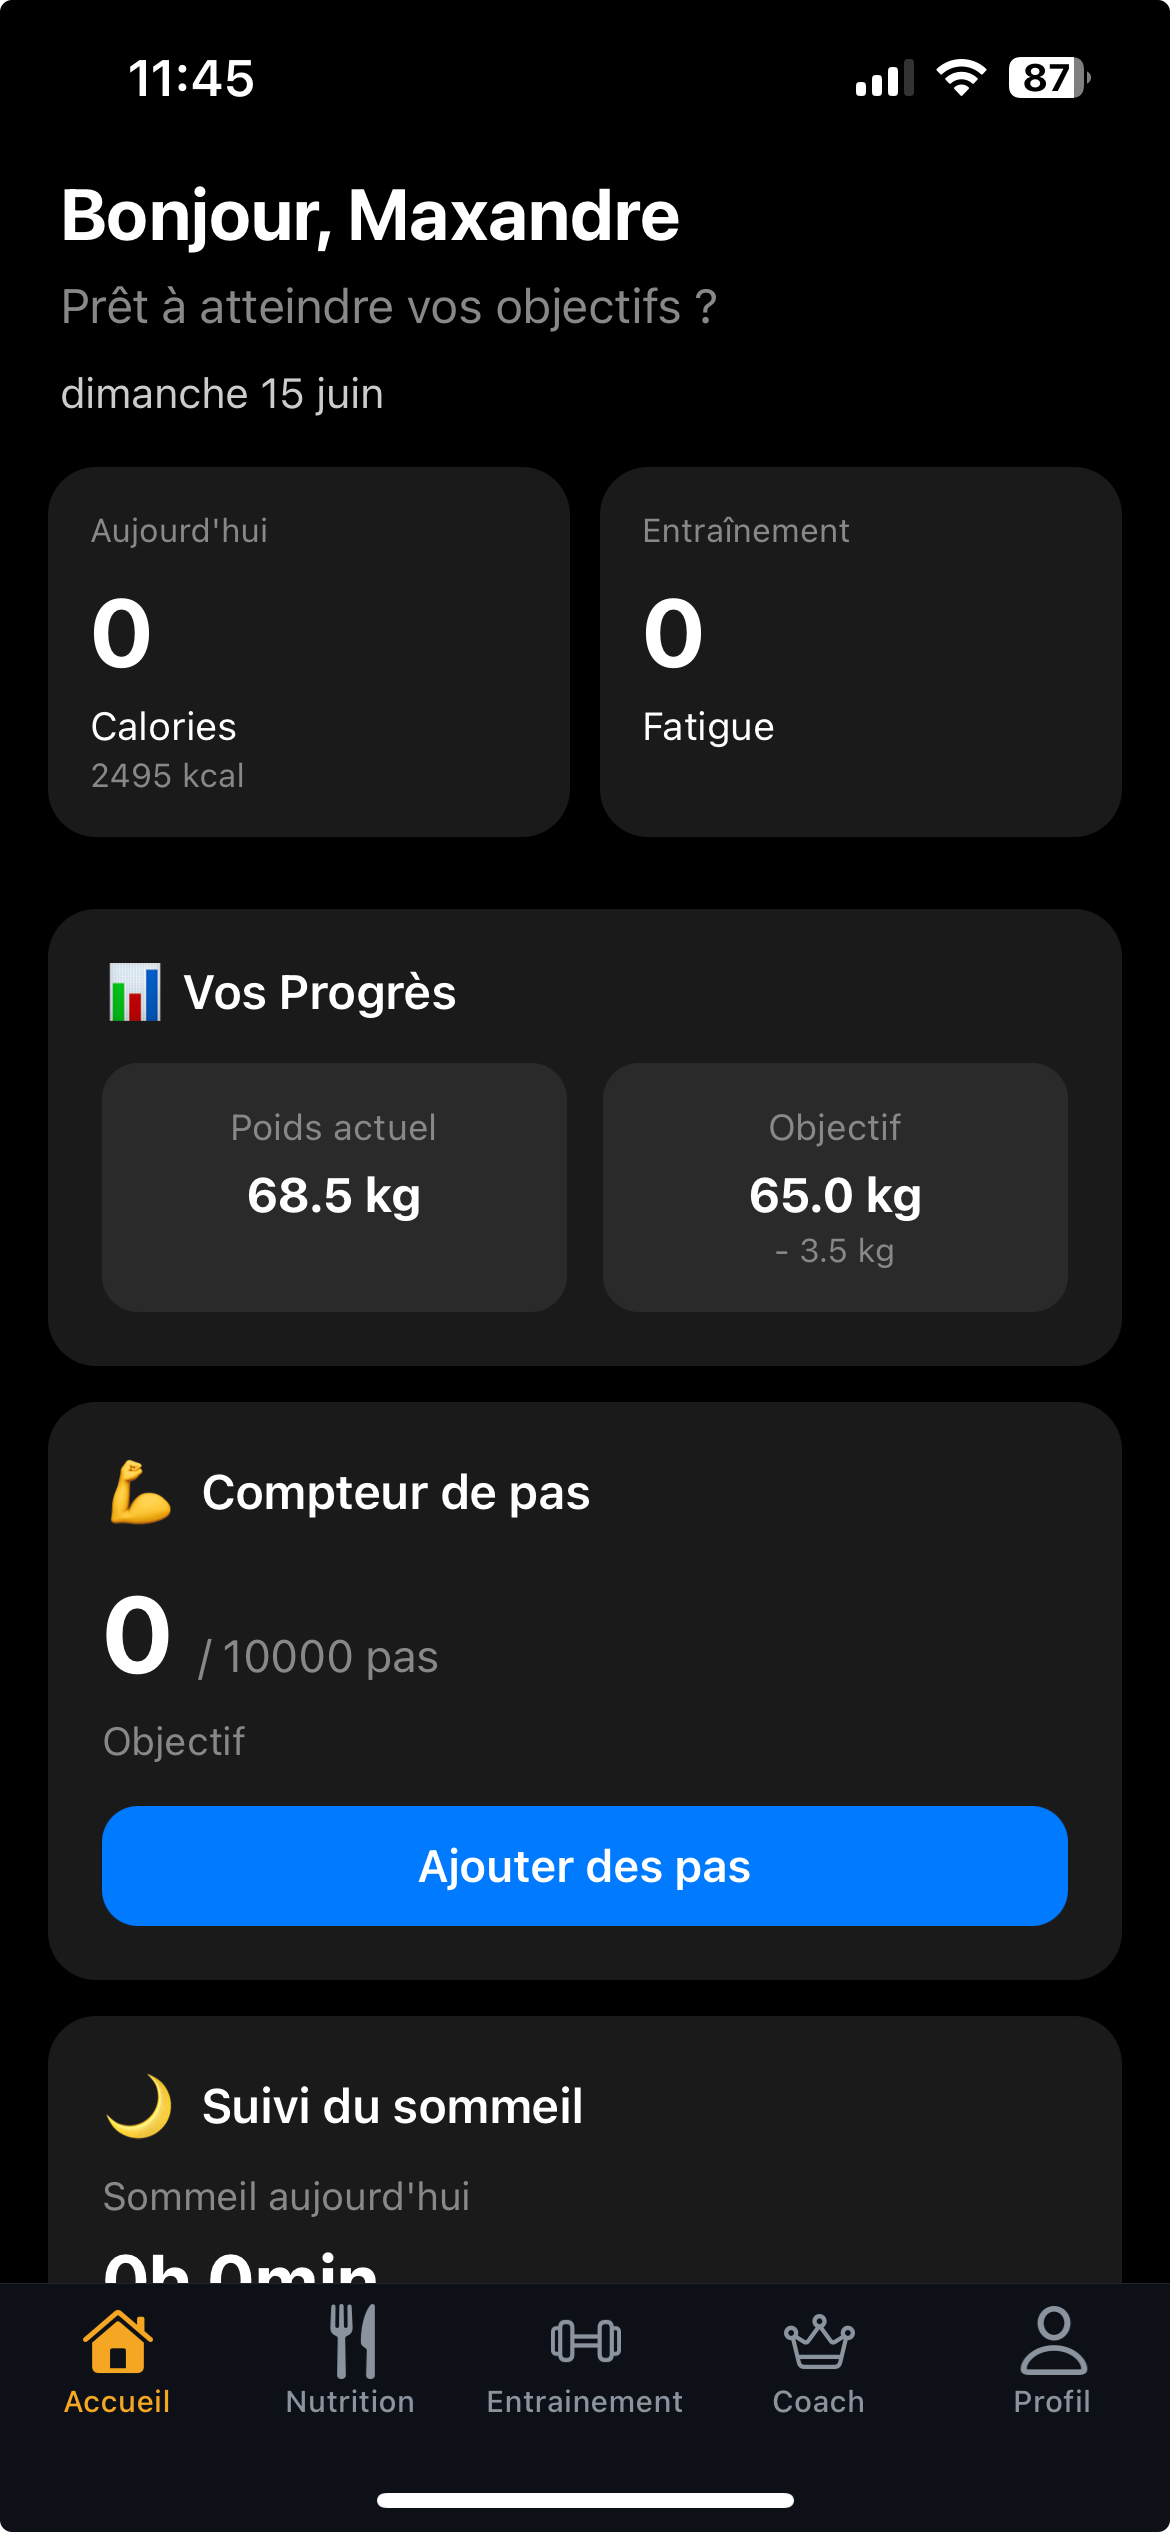 11:45
87
Bonjour, Maxandre
Prêt à atteindre vos objectifs ?
dimanche 15 juin
Aujourd'hui
0
Calories
2495 kcal
Entraînement
0
Fatigue
Vos Progrès
Poids actuel
68.5 kg
Objectif
65.0 kg
- 3.5 kg
Compteur de pas
0 / 10000 pas
Objectif
Ajouter des pas
Suivi du sommeil
Sommeil aujourd'hui
0h 0min
Accueil
Nutrition
Entrainement
Coach
Profil